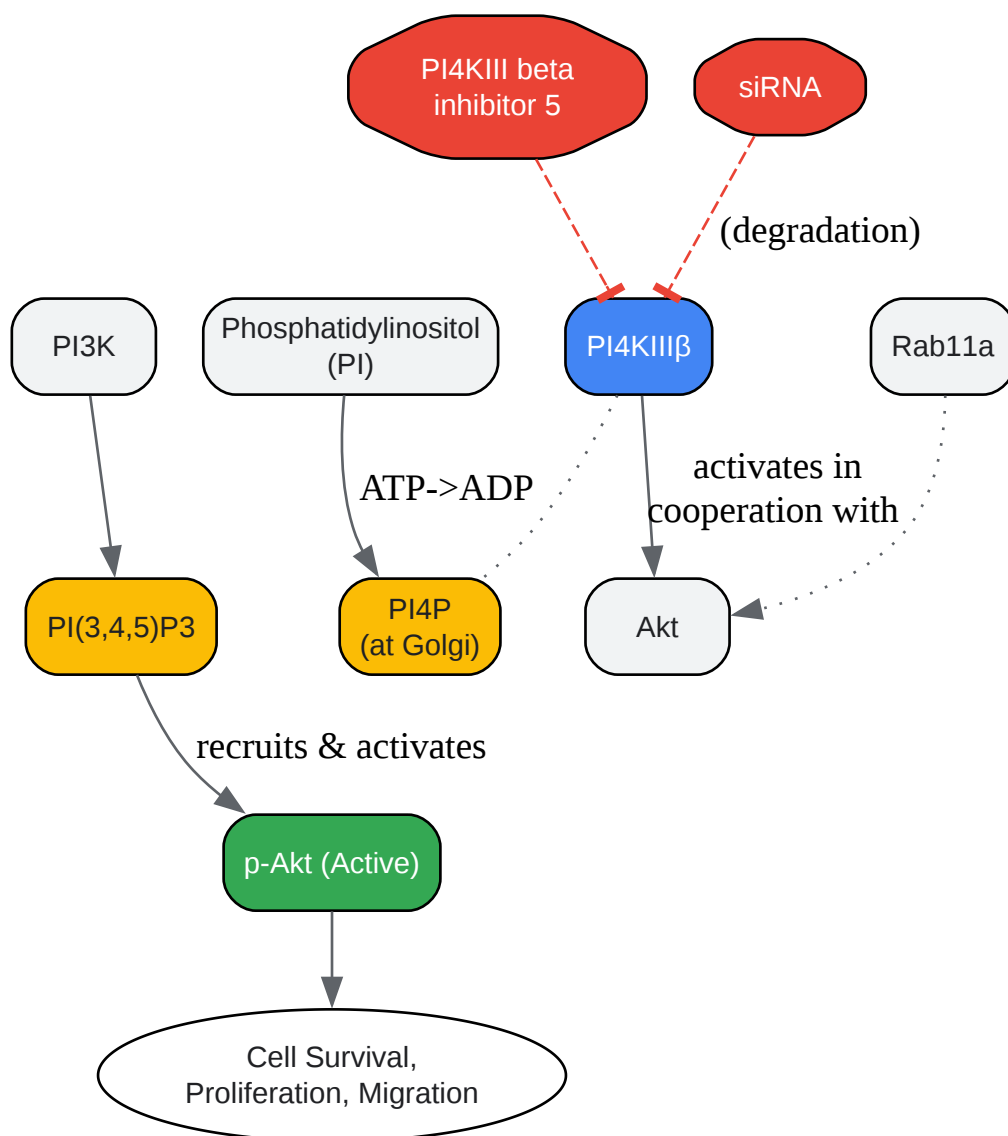 PI4KIII beta
inhibitor 5
siRNA
(degradation)
PI3K
Phosphatidylinositol
(PI)
PI4KIIIβ
Rab11a
ATP->ADP
activates in
cooperation with
PI(3,4,5)P3
PI4P
(at Golgi)
Akt
recruits & activates
p-Akt (Active)
Cell Survival,
Proliferation, Migration